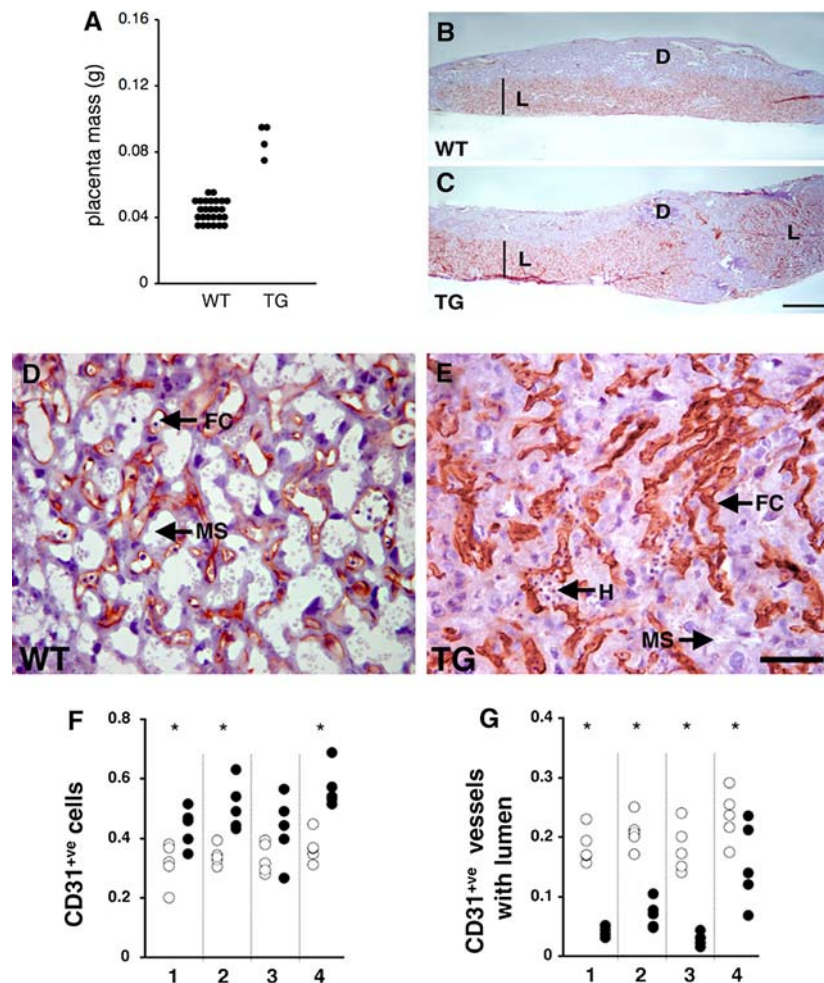 A
0.16
0.12
0.08
0.04
0
placenta mass (g)
WT TG
B
D
L
WT
C
D
L
L
TG
D
FC
MS
WT
E
FC
H
MS
TG
F
0.8
0.6
0.4
0.2
0
CD31+ve cells
* * *
1 2 3 4
G
0.4
0.3
0.2
0.1
0
CD31+ve vessels
with lumen
* * * *
1 2 3 4